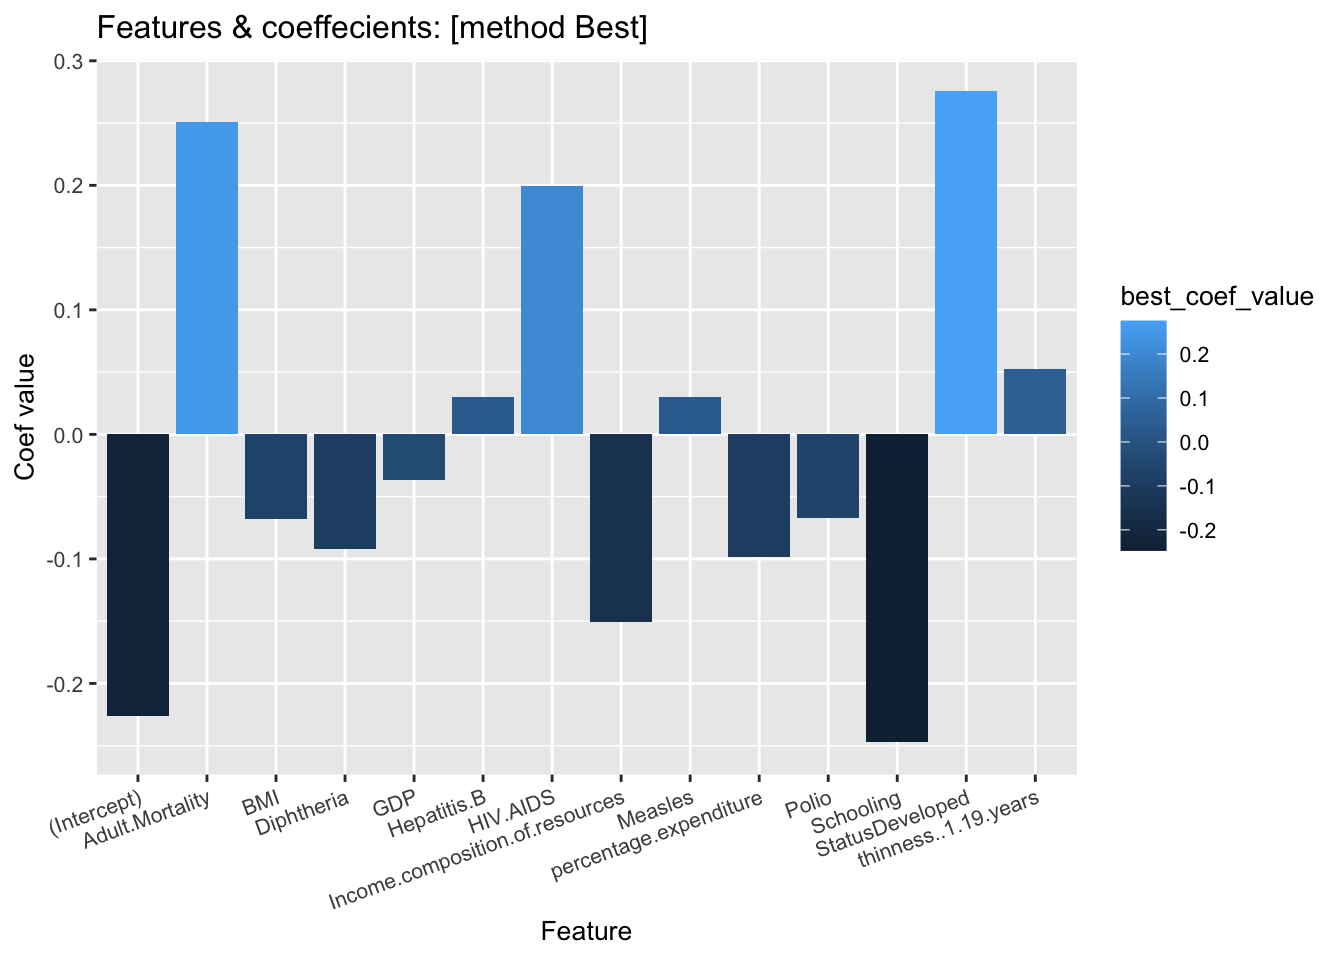 Features & coeffecients: [method Best]
0.3
0.2
0.1
0.0
-0.1
-0.2
Coef value
(Intercept)
Adult.Mortality
BMI
Diphtheria
GDP
Hepatitis.B
HIV.AIDS
Income.composition.of.resources
Measles
percentage.expenditure
Polio
Schooling
StatusDeveloped
thinness..1.19.years
Feature
best_coef_value
0.2
0.1
0.0
-0.1
-0.2